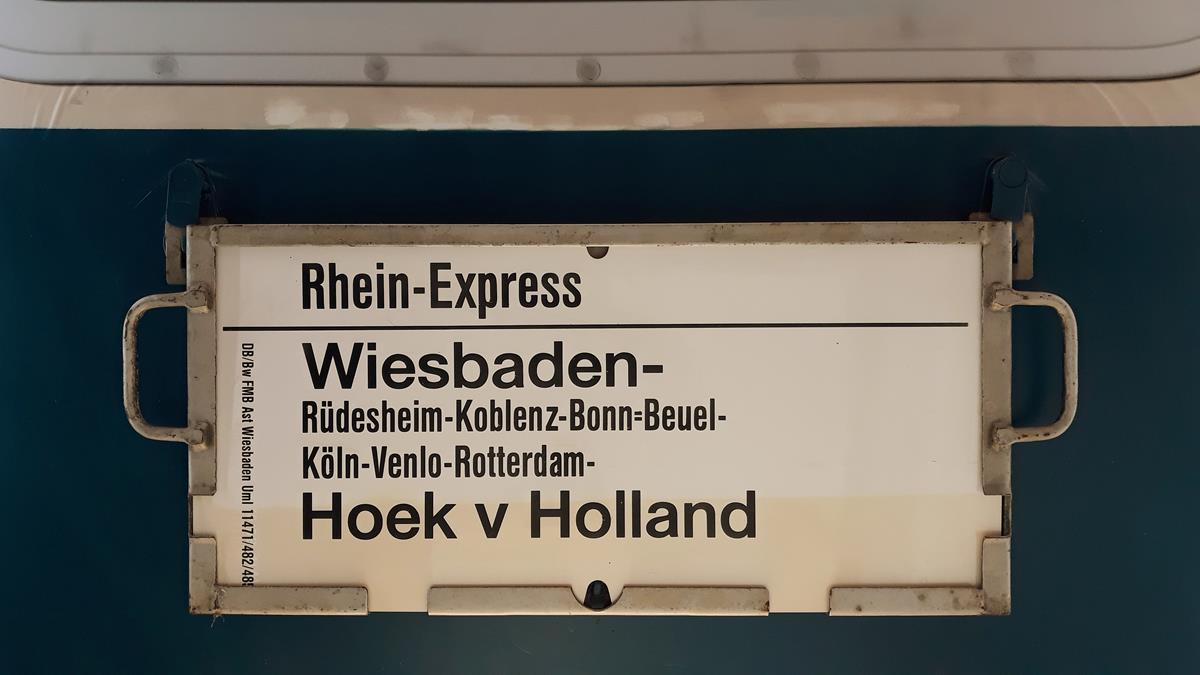 Rhein-Express
Wiesbaden-
Rüdesheim-Koblenz-Bonn=Beuel-
Köln-Venlo-Rotterdam-
Hoek v Holland
DB/Bw FMB Ast Wiesbaden Uml 11471/482/485